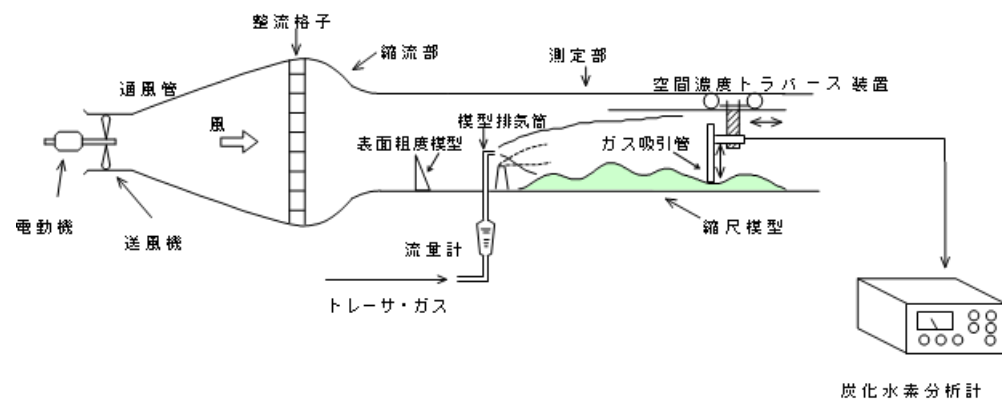 整流格子
縮流部
測定部
空間濃度トラバース装置
通風管
風
模型排気筒
表面粗度模型
ガス吸引管
電動機
送風機
流量計
縮尺模型
トレーサ・ガス
炭化水素分析計